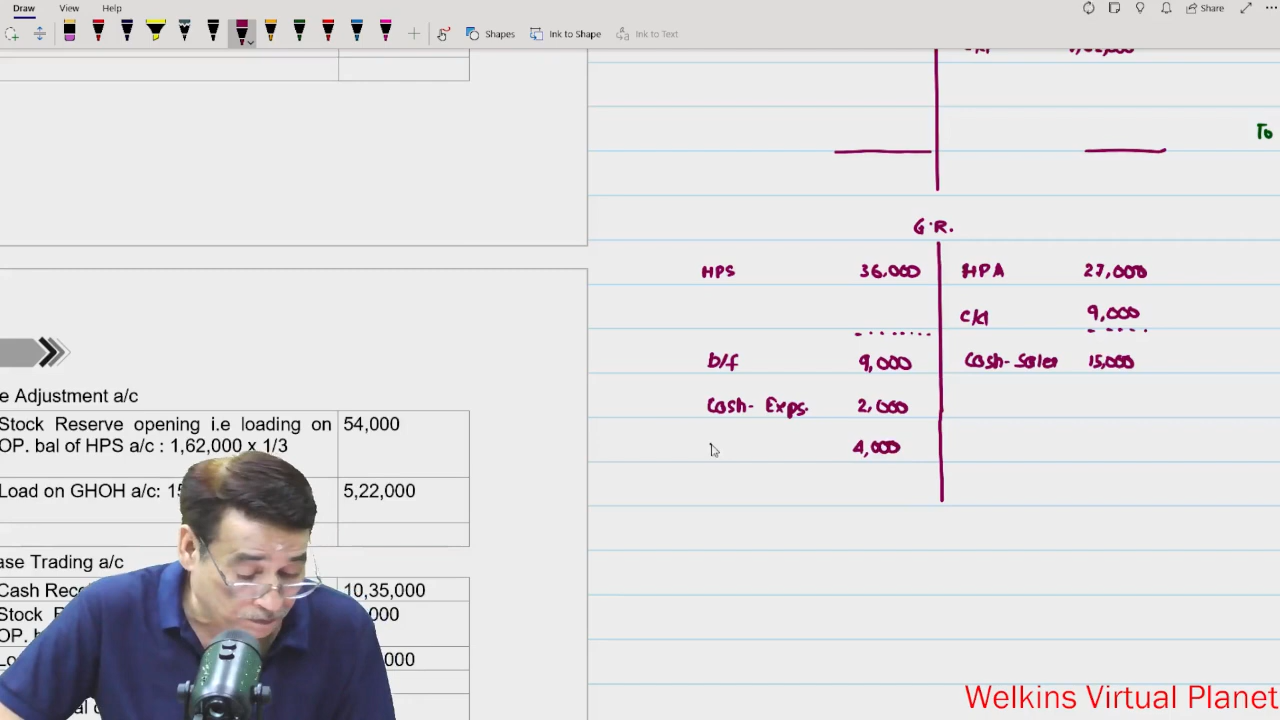 Draw View Help
Share
Shapes Ink to Shape Ink to Text
To
G.R.
HPS 36,000 HPA 27,000
C/d 9,000
b/f 9,000 Cash-Sales 15,000
Cash- Exps. 2,000
4,000
e Adjustment a/c
Stock Reserve opening i.e loading on 54,000
OP. bal of HPS a/c : 1,62,000 x 1/3
Load on GHOH a/c: 5,22,000
ase Trading a/c
Cash 10,35,000
Stock
OP.
Welkins Virtual Planet